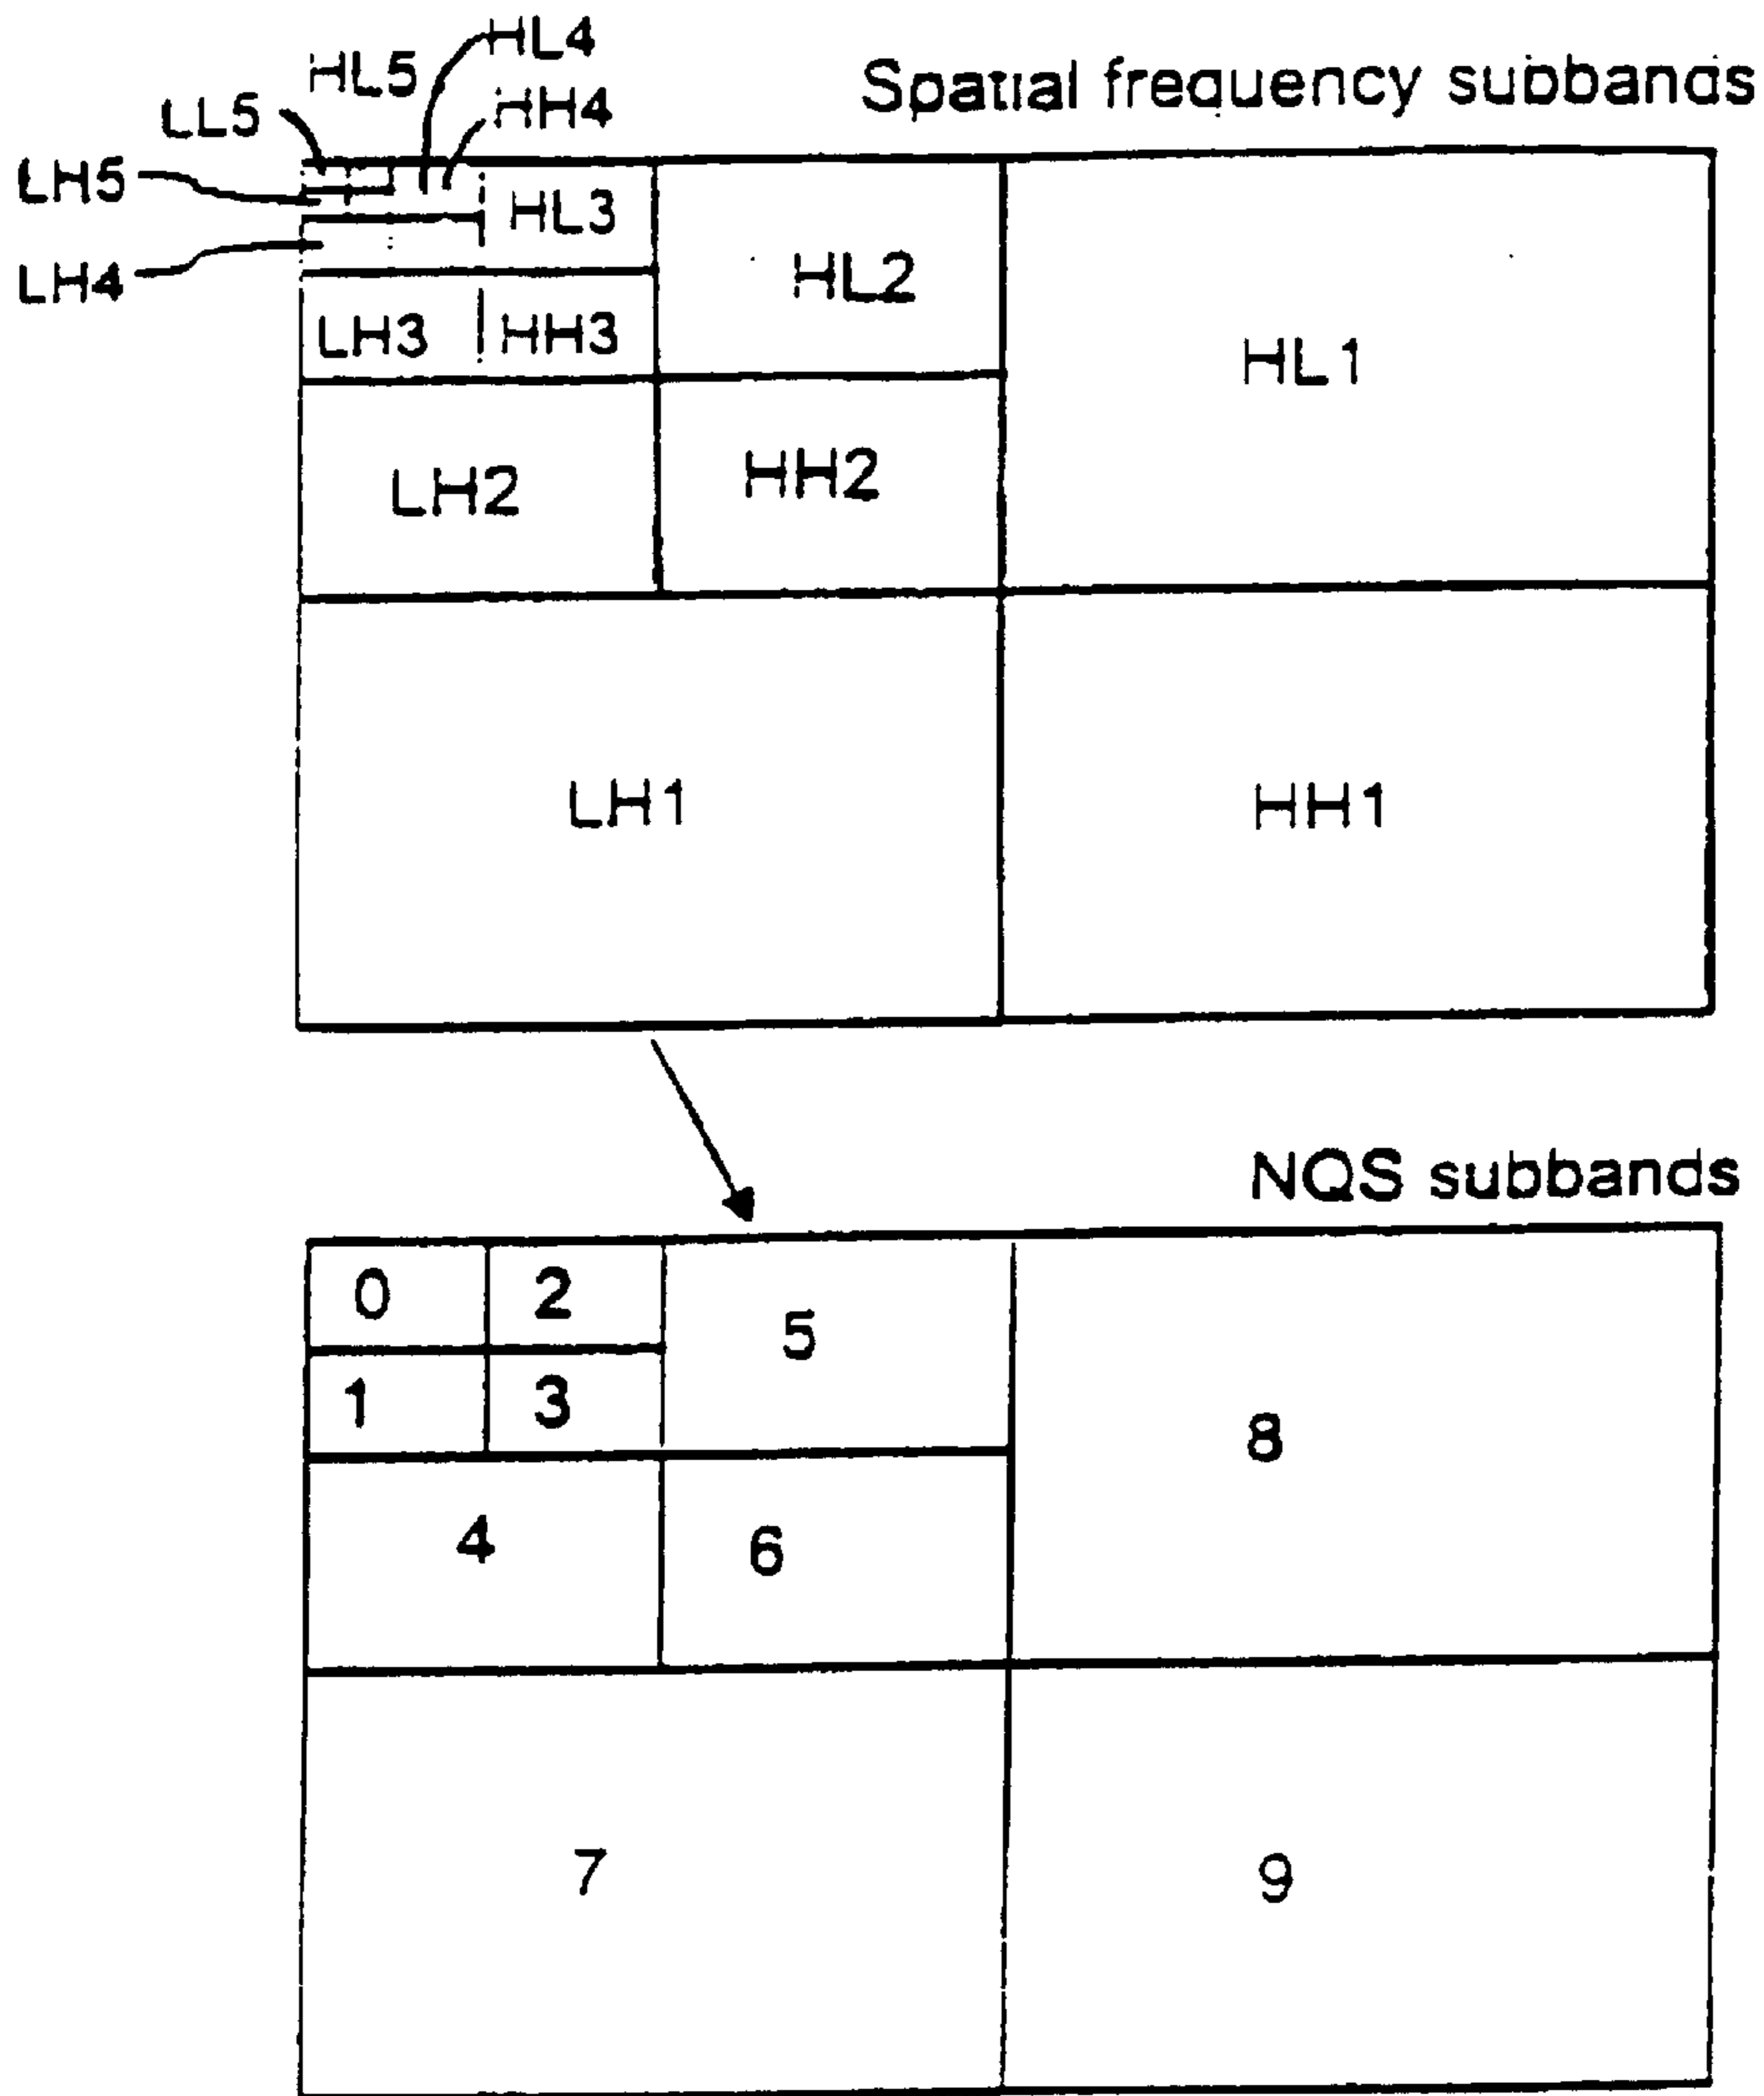 Spatial frequency subbands
HL4
HL5
HH4
LL5
LH5
HL3
LH4
HL2
LH3
HH3
HL1
LH2
HH2
LH1
HH1
NQS subbands
0
2
5
1
3
8
4
6
7
9